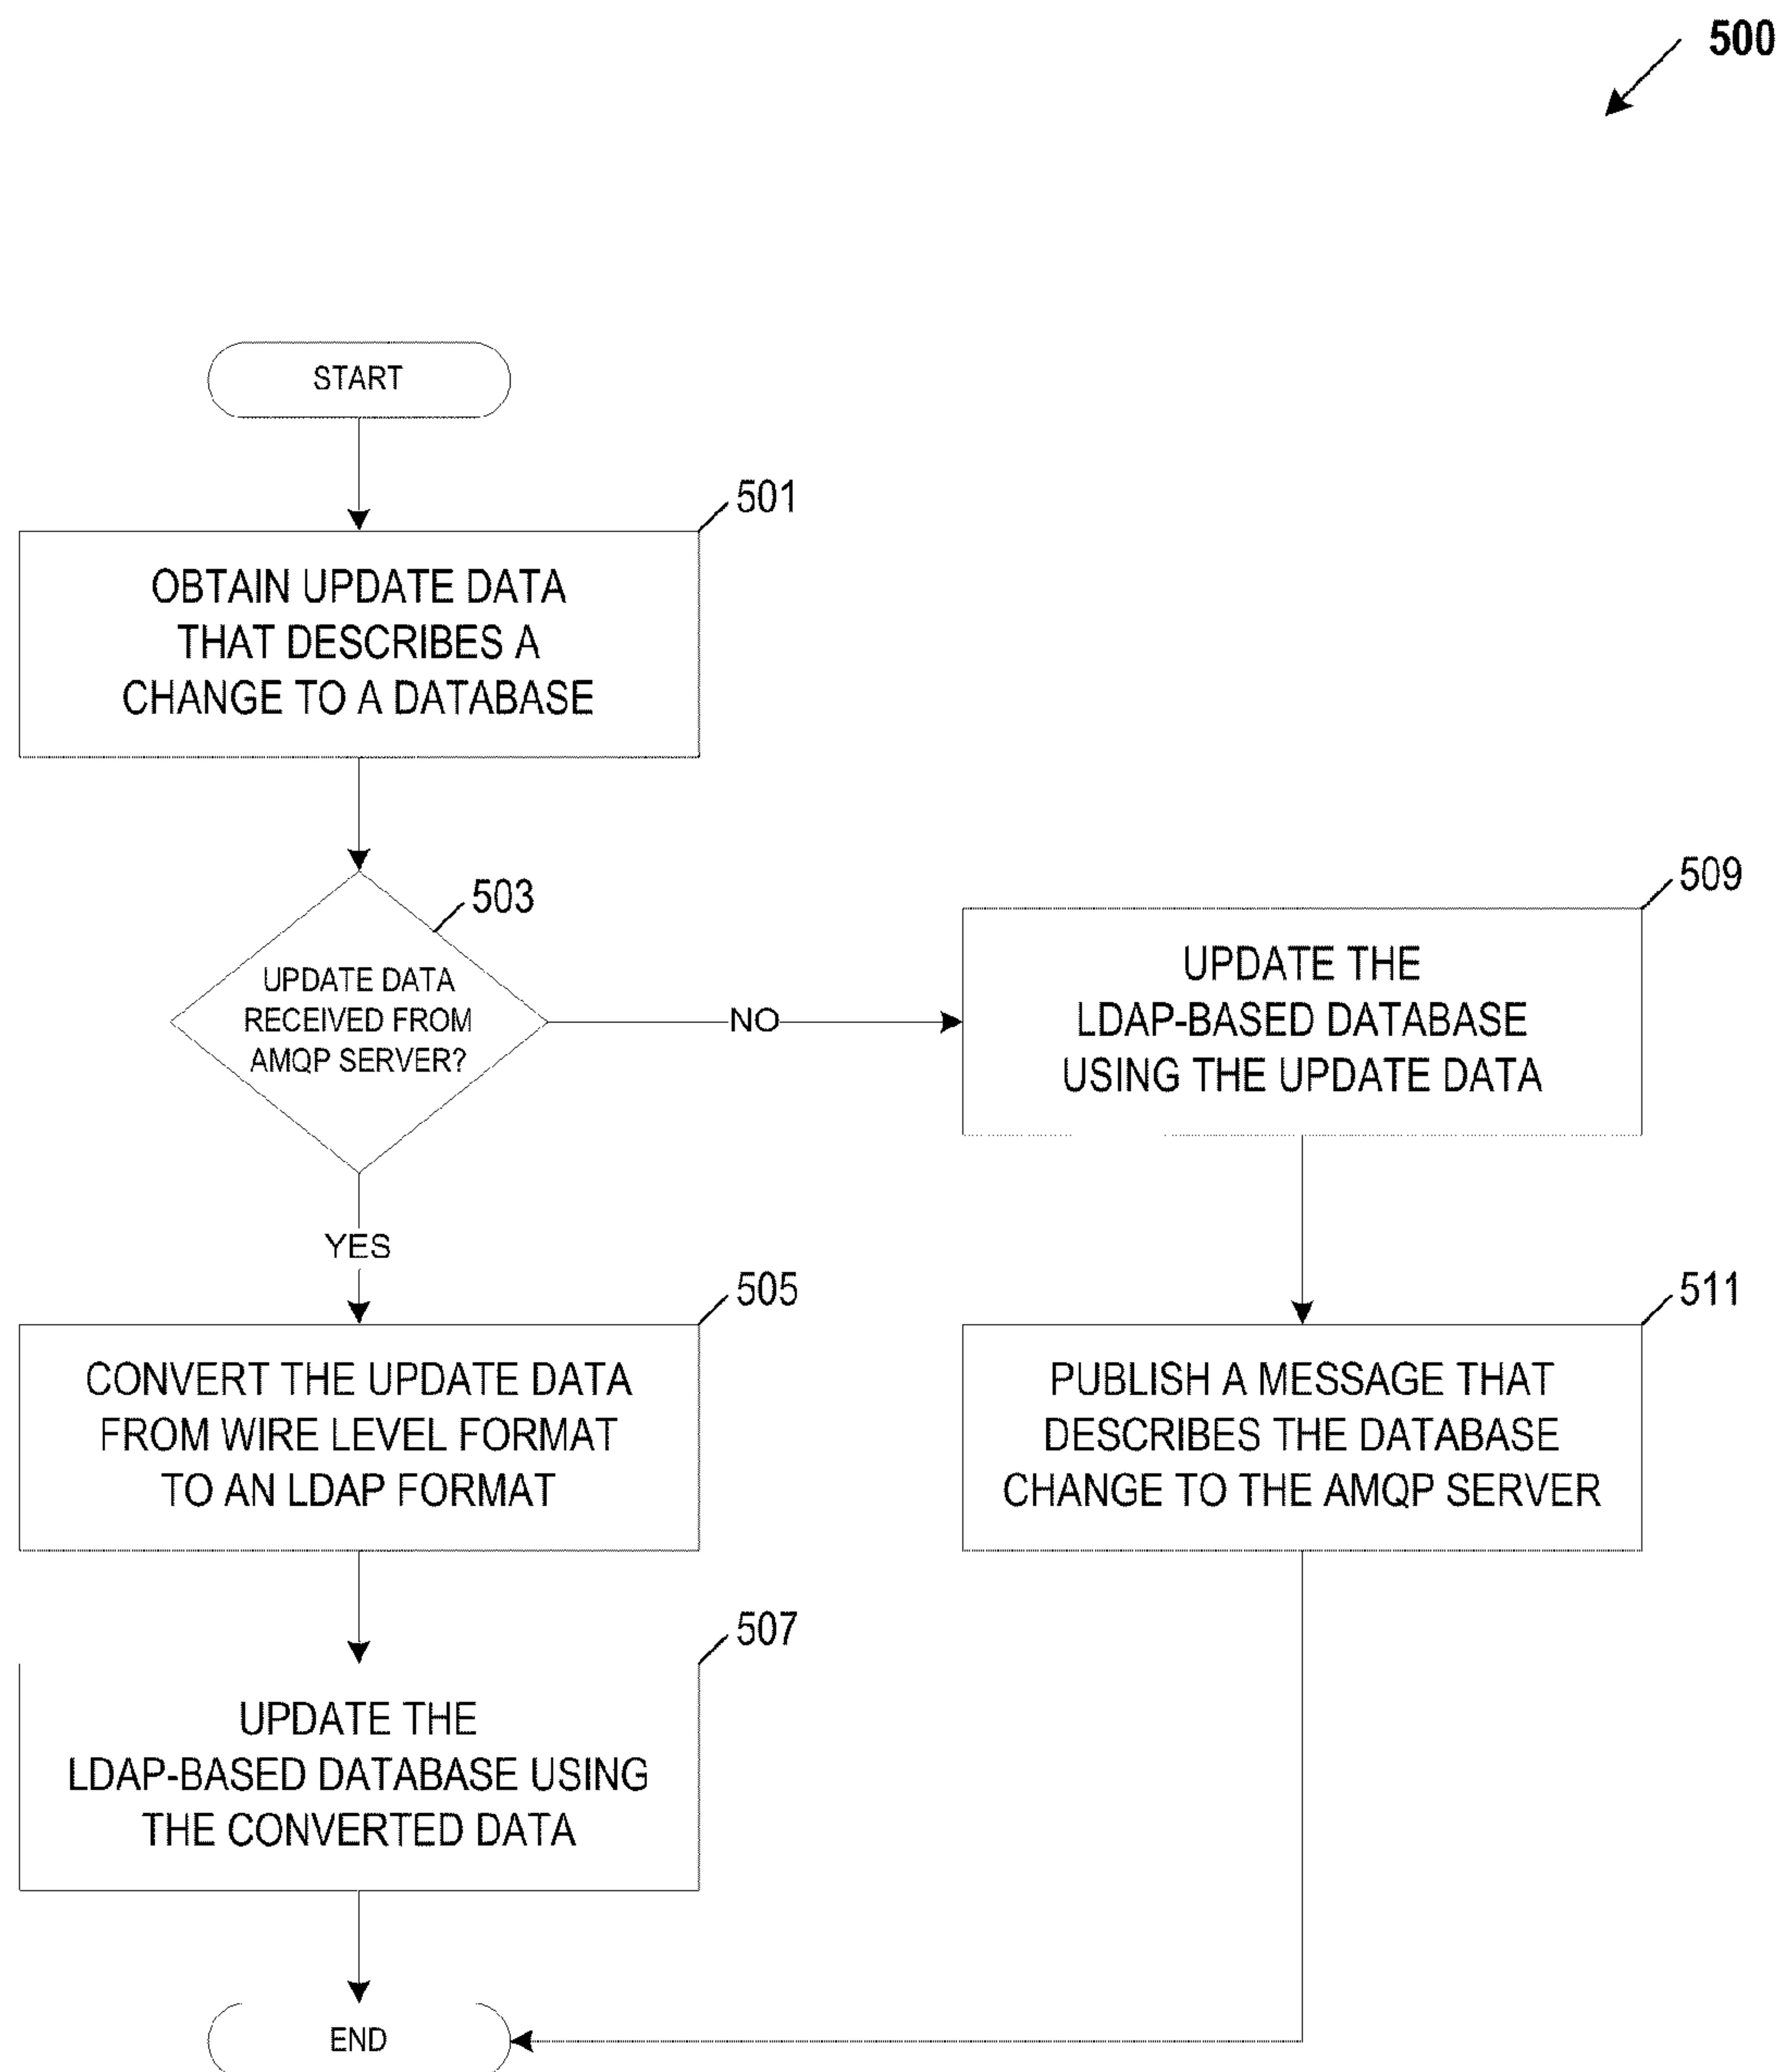 500
START
501
OBTAIN UPDATE DATA
THAT DESCRIBES A
CHANGE TO A DATABASE
503
UPDATE DATA
RECEIVED FROM
AMQP SERVER?
NO
509
UPDATE THE
LDAP-BASED DATABASE
USING THE UPDATE DATA
YES
505
CONVERT THE UPDATE DATA
FROM WIRE LEVEL FORMAT
TO AN LDAP FORMAT
511
PUBLISH A MESSAGE THAT
DESCRIBES THE DATABASE
CHANGE TO THE AMQP SERVER
507
UPDATE THE
LDAP-BASED DATABASE USING
THE CONVERTED DATA
END